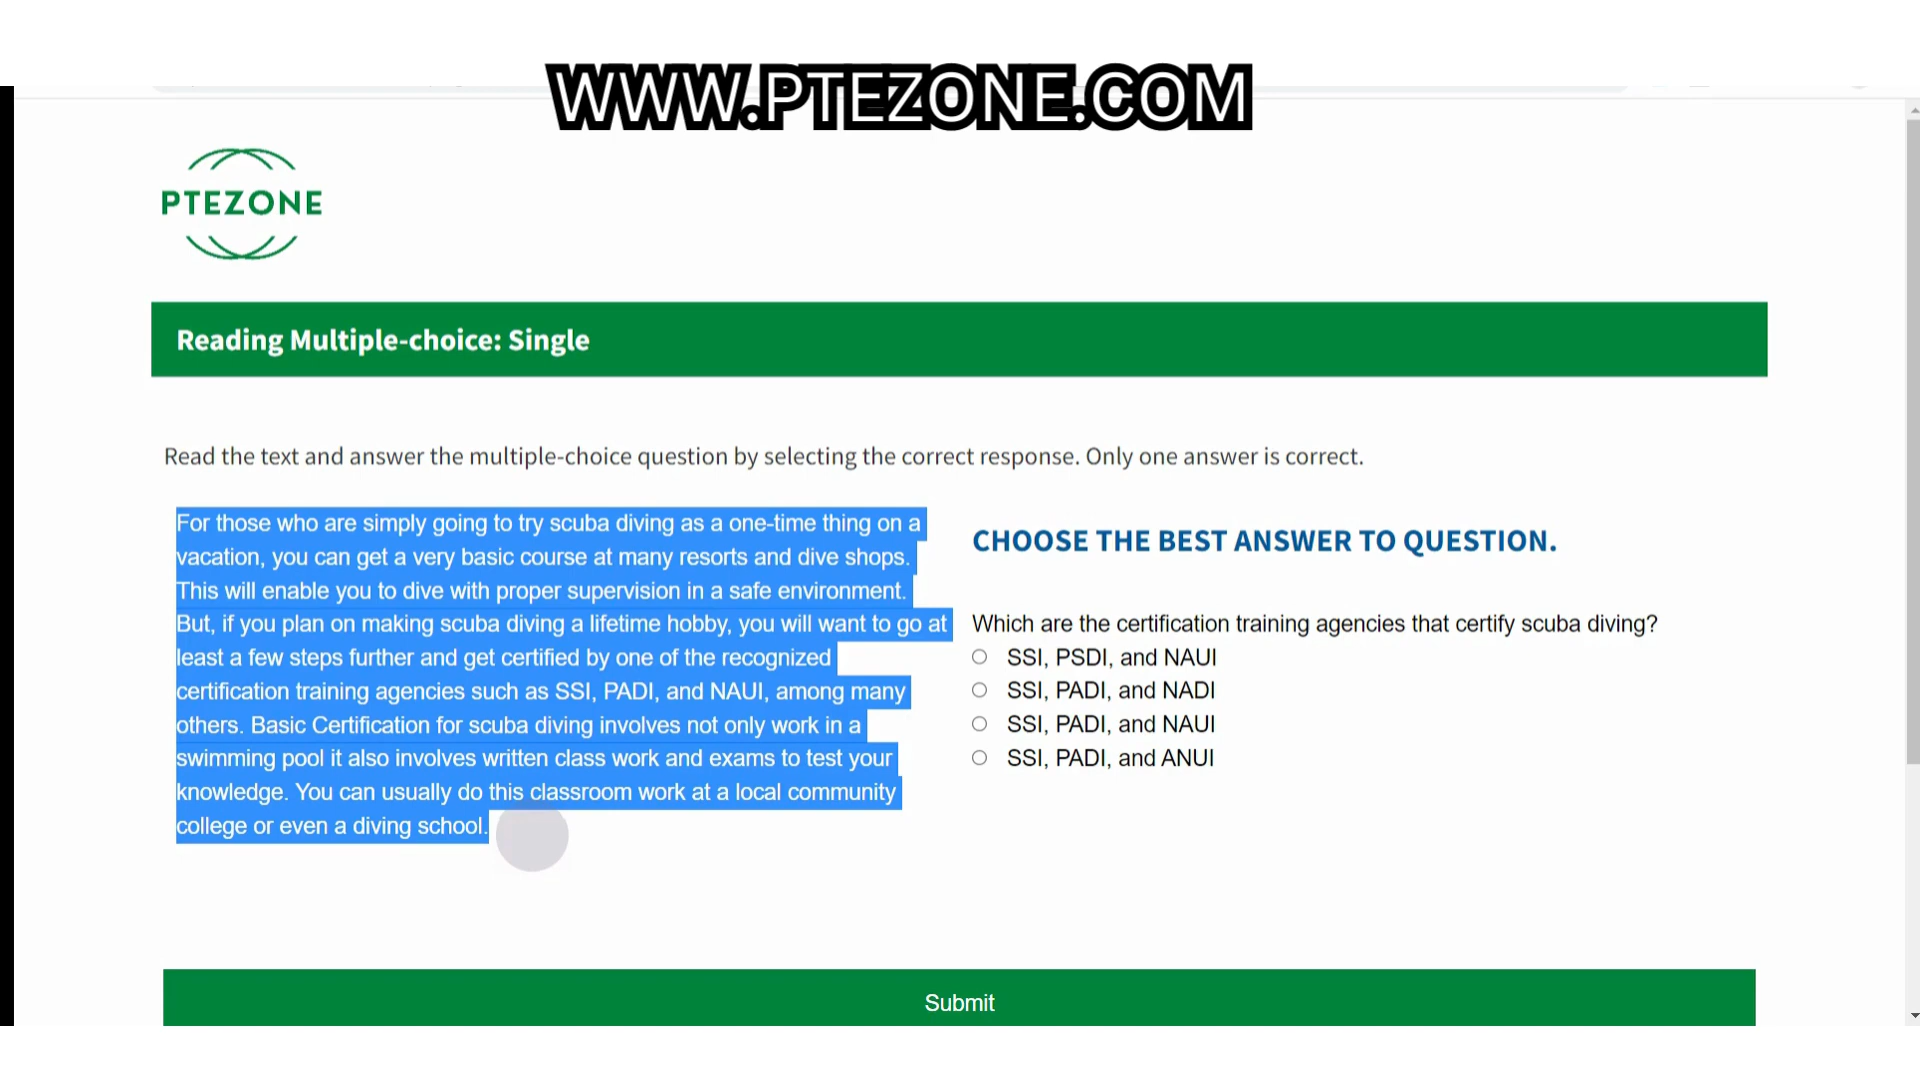 WWW.PTEZONE.COM
PTEZONE
Reading Multiple-choice: Single
Read the text and answer the multiple-choice question by selecting the correct response. Only one answer is correct.
For those who are simply going to try scuba diving as a one-time thing on a
vacation, you can get a very basic course at many resorts and dive shops.
This will enable you to dive with proper supervision in a safe environment.
But, if you plan on making scuba diving a lifetime hobby, you will want to go at
least a few steps further and get certified by one of the recognized
certification training agencies such as SSI, PADI, and NAUI, among many
others. Basic Certification for scuba diving involves not only work in a
swimming pool it also involves written class work and exams to test your
knowledge. You can usually do this classroom work at a local community
college or even a diving school.
CHOOSE THE BEST ANSWER TO QUESTION.
Which are the certification training agencies that certify scuba diving?
SSI, PSDI, and NAUI
SSI, PADI, and NADI
SSI, PADI, and NAUI
SSI, PADI, and ANUI
Submit